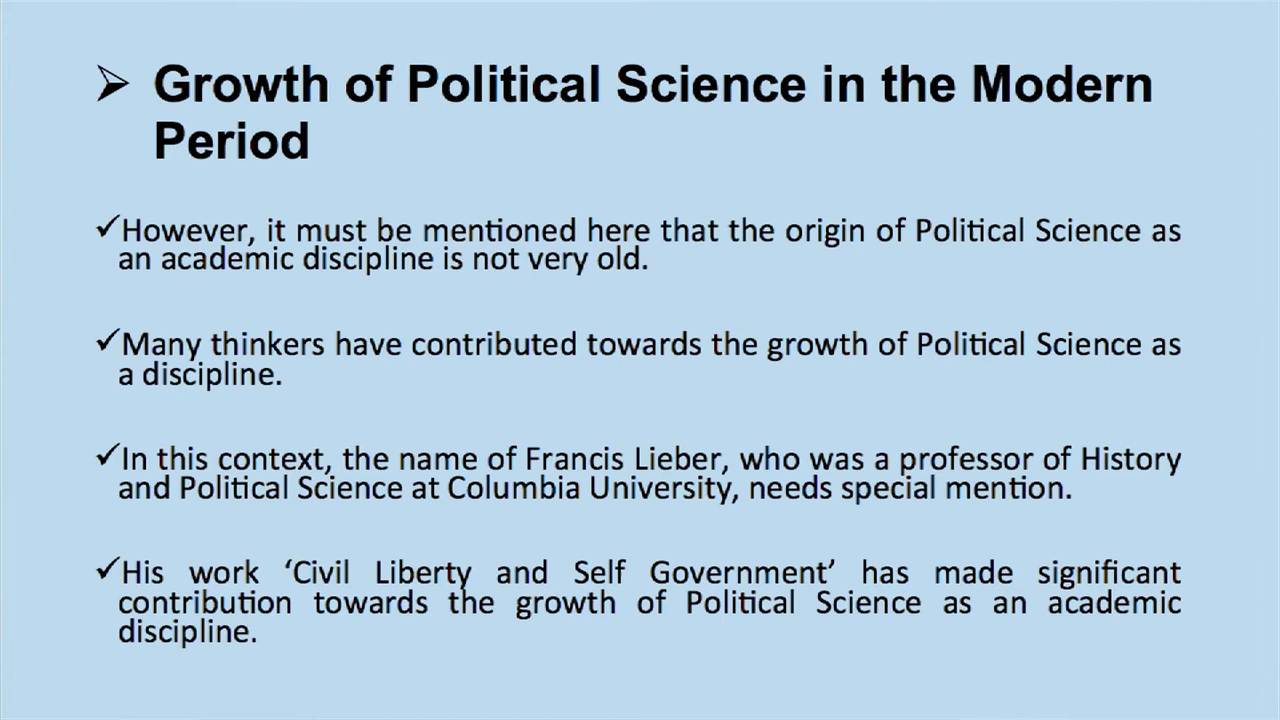 ➢ Growth of Political Science in the Modern
Period
✓However, it must be mentioned here that the origin of Political Science as
an academic discipline is not very old.
✓Many thinkers have contributed towards the growth of Political Science as
a discipline.
✓In this context, the name of Francis Lieber, who was a professor of History
and Political Science at Columbia University, needs special mention.
✓His work ‘Civil Liberty and Self Government’ has made significant
contribution towards the growth of Political Science as an academic
discipline.